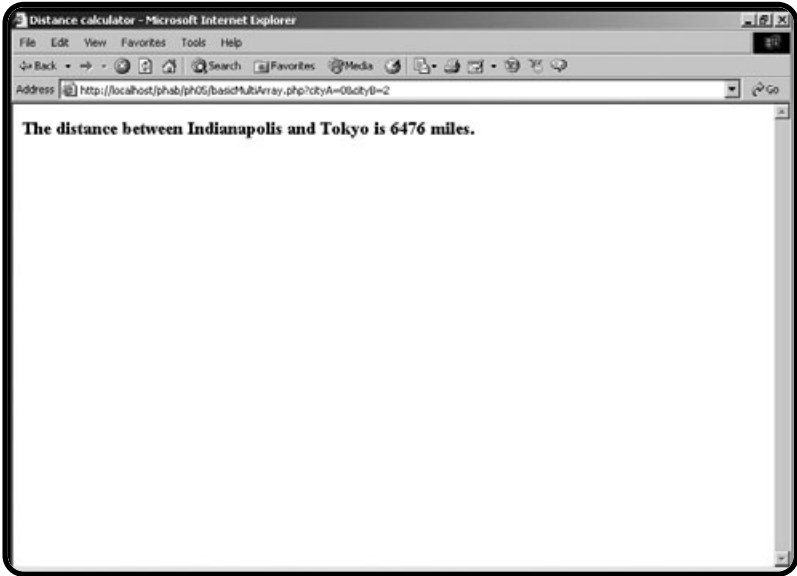 Distance calculator - Microsoft Internet Explorer
File Edit View Favorites Tools Help
Back Search Favorites Media
Address http://localhost/phab/ph05/basicMultiArray.php?cityA=0&cityB=2 Go
The distance between Indianapolis and Tokyo is 6476 miles.